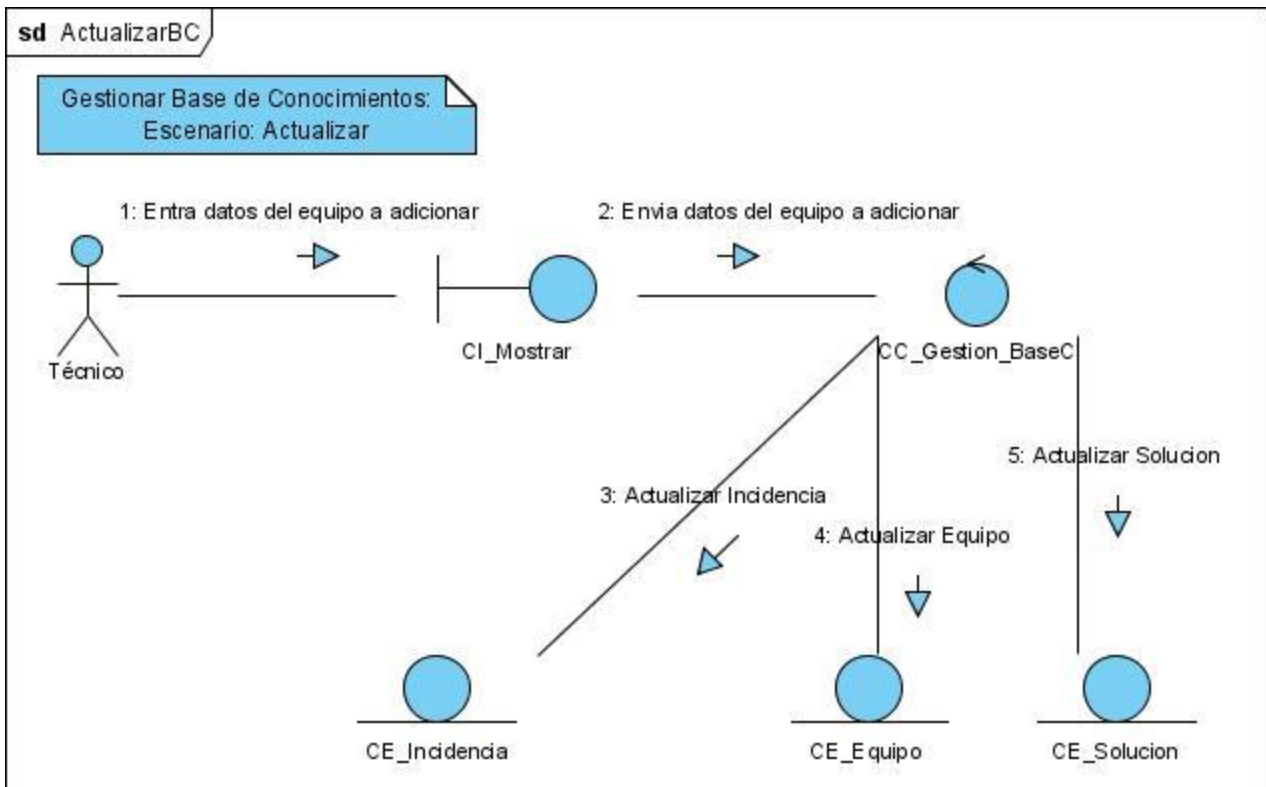 sd ActualizarBC
Gestionar Base de Conocimientos:
Escenario: Actualizar
1: Entra datos del equipo a adicionar
2: Envia datos del equipo a adicionar
Técnico
CI_Mostrar
CC_Gestion_BaseC
3: Actualizar Incidencia
4: Actualizar Equipo
5: Actualizar Solucion
CE_Incidencia
CE_Equipo
CE_Solucion